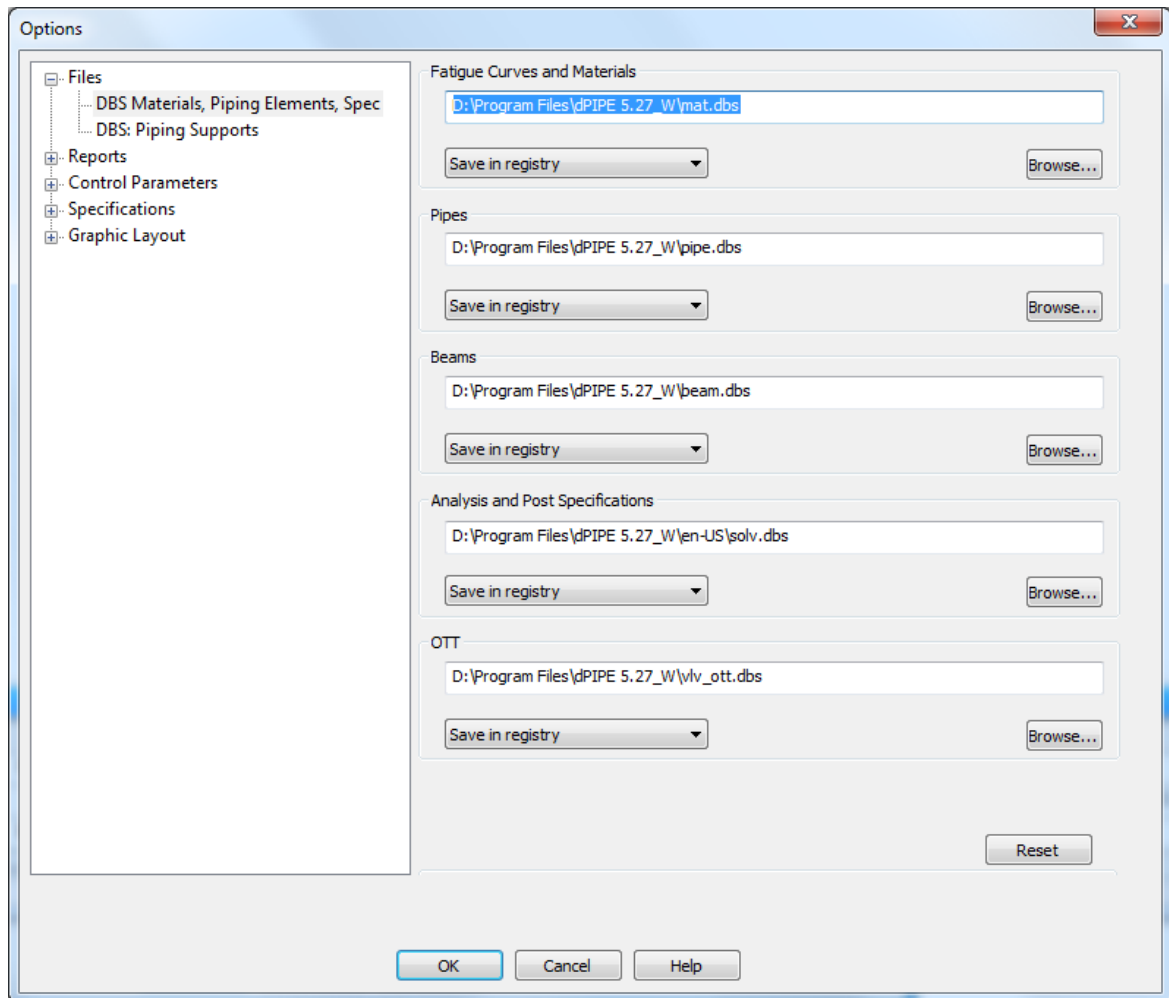 Options
Files
DBS Materials, Piping Elements, Spec
DBS: Piping Supports
Reports
Control Parameters
Specifications
Graphic Layout
Fatigue Curves and Materials
D:\Program Files\dPIPE 5.27_W\mat.dbs
Save in registry
Browse...
Pipes
D:\Program Files\dPIPE 5.27_W\pipe.dbs
Save in registry
Browse...
Beams
D:\Program Files\dPIPE 5.27_W\beam.dbs
Save in registry
Browse...
Analysis and Post Specifications
D:\Program Files\dPIPE 5.27_W\en-US\solv.dbs
Save in registry
Browse...
OTT
D:\Program Files\dPIPE 5.27_W\vlv_ott.dbs
Save in registry
Browse...
Reset
OK
Cancel
Help